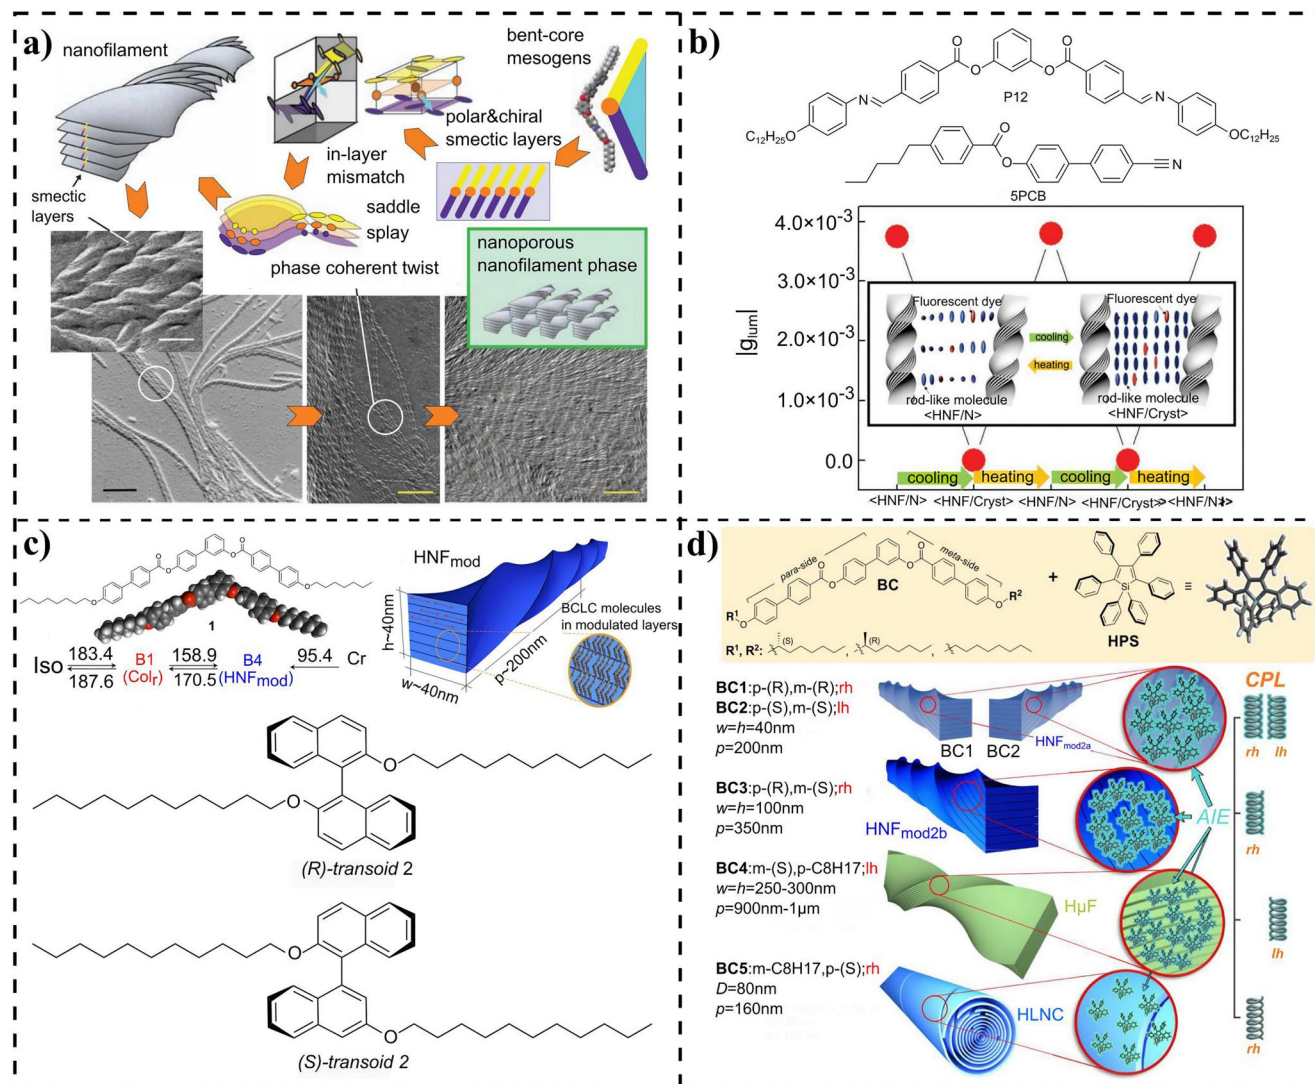 a)
nanofilament
bent-core
mesogens
polar&chiral
smectic layers
in-layer
mismatch
smectic
layers
saddle
splay
phase coherent twist
nanoporous
nanofilament phase
b)
P12
C12H25O
OC12H25
5PCB
|glum|
4.0×10-3
3.0×10-3
2.0×10-3
1.0×10-3
0.0
Fluorescent dye
Fluorescent dye
cooling
heating
rod-like molecule
<HNF/N>
rod-like molecule
<HNF/Cryst>
cooling heating cooling heating
<HNF/N> <HNF/Cryst> <HNF/N> <HNF/Cryst> <HNF/N>
c)
HNFmod
1
BCLC molecules
in modulated layers
h~40nm
w~40nm
p~200nm
Iso 183.4 B1 158.9 B4 95.4 Cr
187.6 (Colr) 170.5 (HNFmod)
(R)-transoid 2
(S)-transoid 2
d)
para-side
meta-side
BC
+
HPS
≡
R1
R2
R1, R2:
(S)
(R)
BC1:p-(R),m-(R);rh
BC2:p-(S),m-(S);lh
w=h=40nm
p=200nm
BC1 BC2
HNFmod2a
CPL
rh lh
BC3:p-(R),m-(S);rh
w=h=100nm
p=350nm
HNFmod2b
AIE
rh
BC4:m-(S),p-C8H17;lh
w=h=250-300nm
p=900nm-1µm
HµF
lh
BC5:m-C8H17,p-(S);rh
D=80nm
p=160nm
HLNC
rh